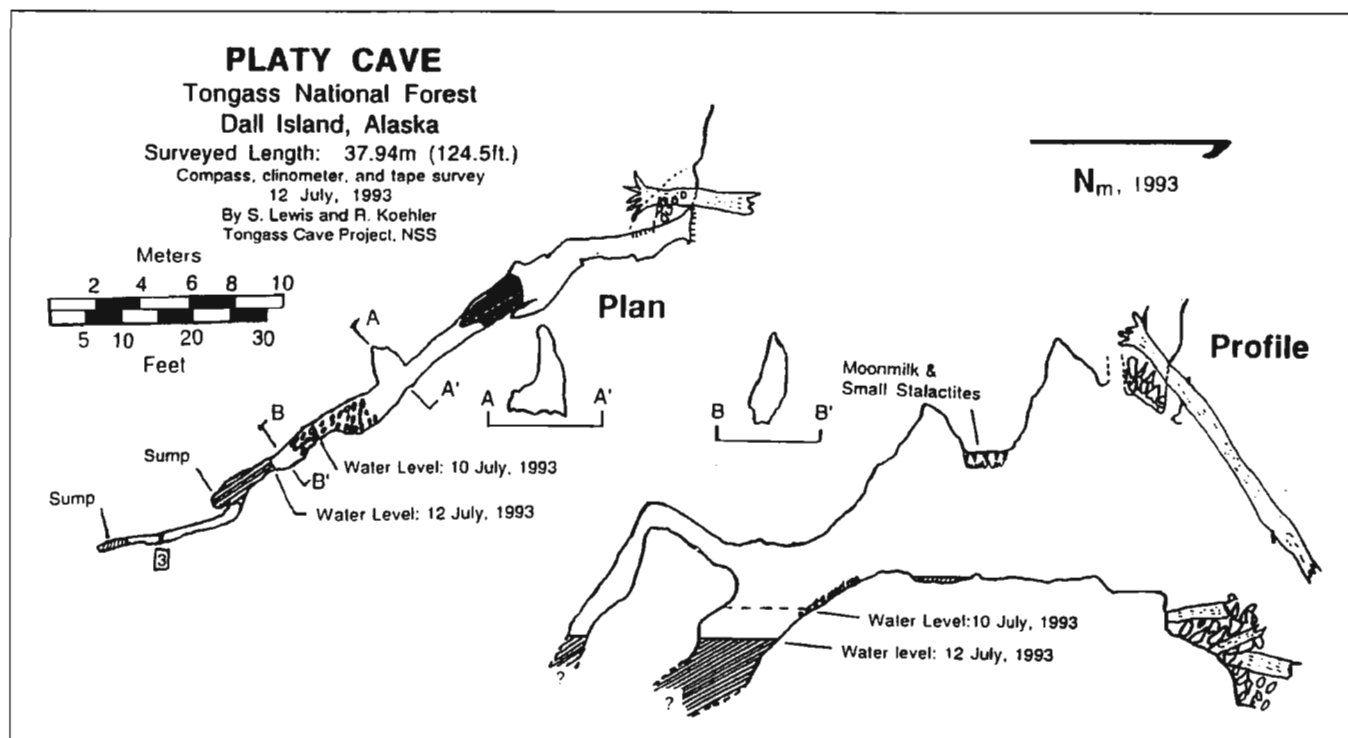 PLATY CAVE
Tongass National Forest
Dall Island, Alaska
Surveyed Length: 37.94m (124.5ft.)
Compass, clinometer, and tape survey
12 July, 1993
By S. Lewis and R. Koehler
Tongass Cave Project, NSS
Meters
2 4 6 8 10
5 10 20 30
Feet
Nm, 1993
Plan
Profile
A
A'
B
B'
A A'
B B'
Moonmilk &
Small Stalactites
Sump
Water Level: 10 July, 1993
Sump
Water Level: 12 July, 1993
3
Water Level:10 July, 1993
Water level: 12 July, 1993
?
?